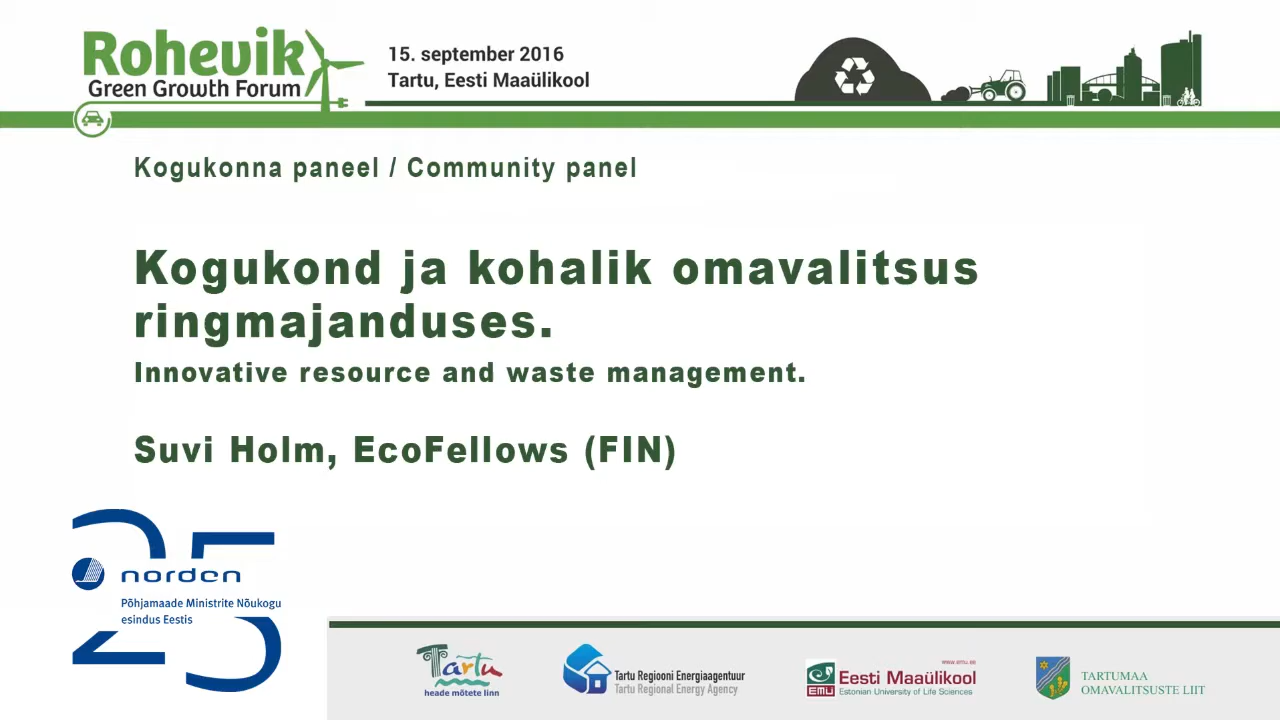 Rohevik
Green Growth Forum
15. september 2016
Tartu, Eesti Maaülikool
Kogukonna paneel / Community panel
Kogukond ja kohalik omavalitsus
ringmajanduses.
Innovative resource and waste management.
Suvi Holm, EcoFellows (FIN)
25
norden
Põhjamaade Ministrite Nõukogu
esindus Eestis
Tartu
heade mõtete linn
Tartu Regiooni Energiaagentuur
Tartu Regional Energy Agency
www.emu.ee
EMÜ
Eesti Maaülikool
Estonian University of Life Sciences
TARTUMAA
OMAVALITSUSTE LIIT